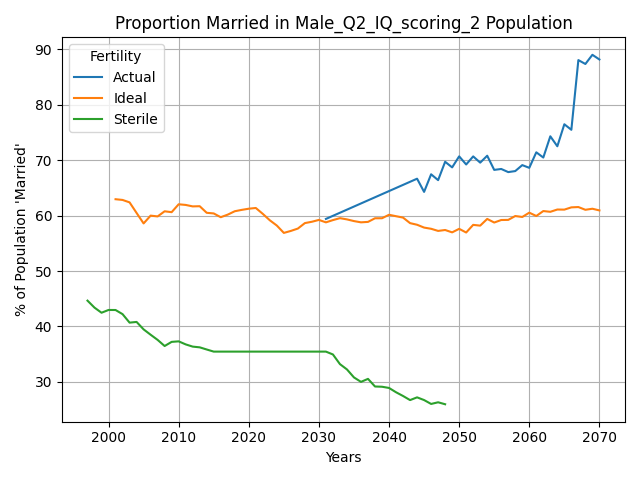 Proportion Married in Male_Q2_IQ_scoring_2 Population
Fertility
Actual
Ideal
Sterile
% of Population 'Married'
90
80
70
60
50
40
30
2000 2010 2020 2030 2040 2050 2060 2070
Years